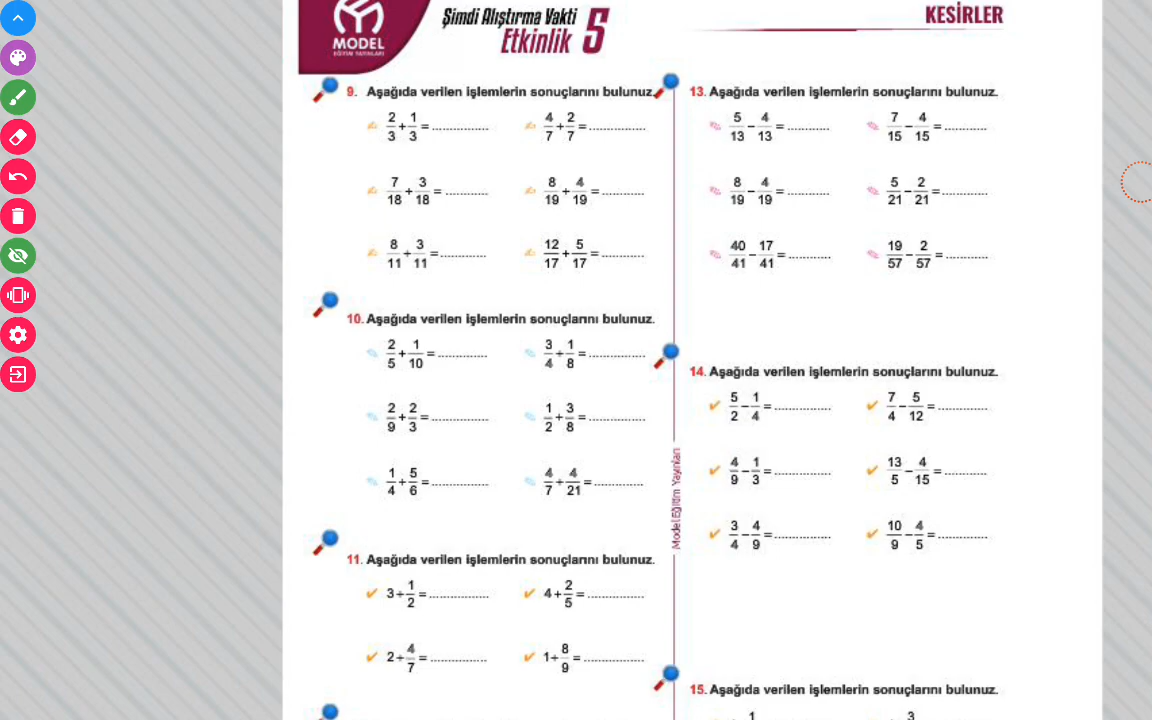 MODEL
EĞİTİM YAYINLARI
Şimdi Alıştırma Vakti
Etkinlik 5
KESİRLER
9. Aşağıda verilen işlemlerin sonuçlarını bulunuz.
2/3 + 1/3 = ................
4/7 + 2/7 = ................
7/18 + 3/18 = ............
8/19 + 4/19 = ............
8/11 + 3/11 = .............
12/17 + 5/17 = ............
10. Aşağıda verilen işlemlerin sonuçlarını bulunuz.
2/5 + 1/10 = ..............
3/4 + 1/8 = ................
2/9 + 2/3 = ................
1/2 + 3/8 = ................
1/4 + 5/6 = ................
4/7 + 4/21 = ..............
11. Aşağıda verilen işlemlerin sonuçlarını bulunuz.
3 + 1/2 = .................
4 + 2/5 = ................
2 + 4/7 = ................
1 + 8/9 = .................
Model Eğitim Yayınları
13. Aşağıda verilen işlemlerin sonuçlarını bulunuz.
5/13 − 4/13 = ............
7/15 − 4/15 = ............
8/19 − 4/19 = ............
5/21 − 2/21 = .............
40/41 − 17/41 = ............
19/57 − 2/57 = ............
14. Aşağıda verilen işlemlerin sonuçlarını bulunuz.
5/2 − 1/4 = ................
7/4 − 5/12 = ..............
4/9 − 1/3 = ................
13/5 − 4/15 = ............
3/4 − 4/9 = ................
10/9 − 4/5 = ..............
15. Aşağıda verilen işlemlerin sonuçlarını bulunuz.
1
3